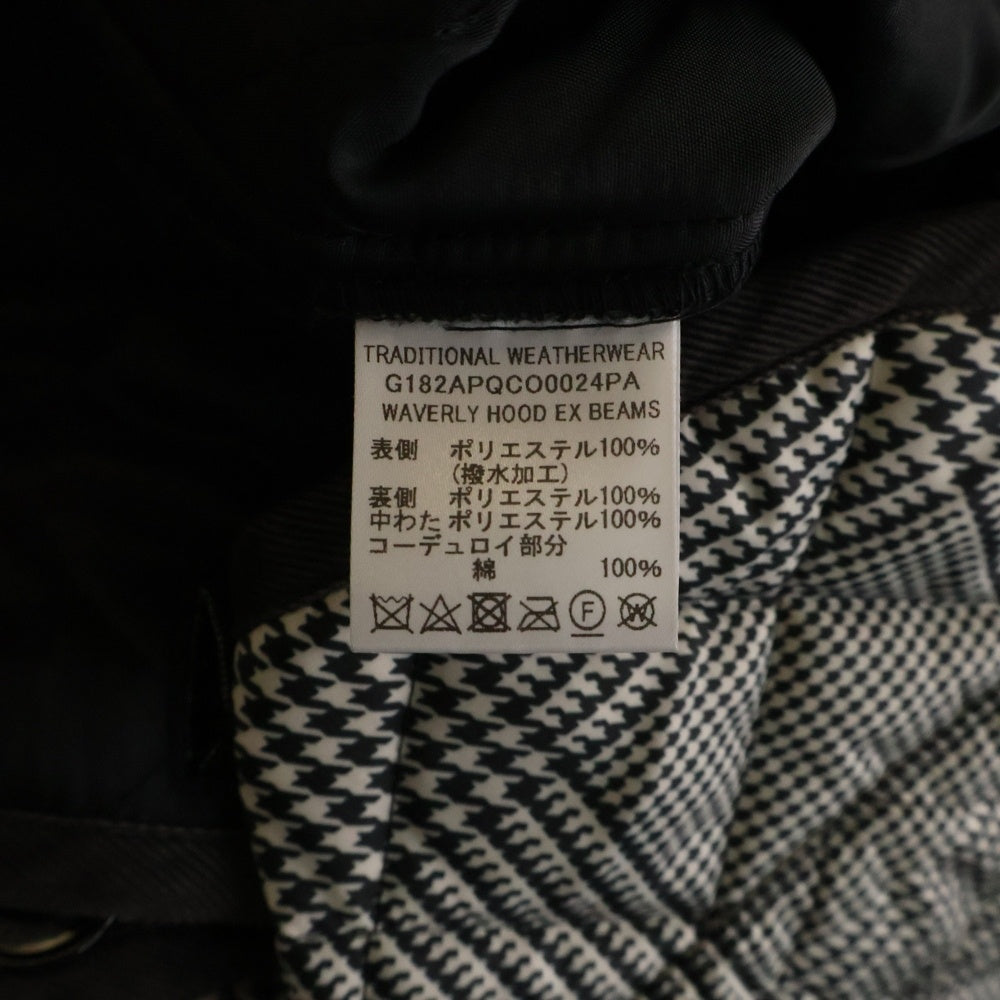 TRADITIONAL WEATHERWEAR
G182APQCO0024PA
WAVERLY HOOD EX BEAMS
表側 ポリエステル100%
(撥水加工)
裏側 ポリエステル100%
中わた ポリエステル100%
コーデュロイ部分
綿 100%
F W